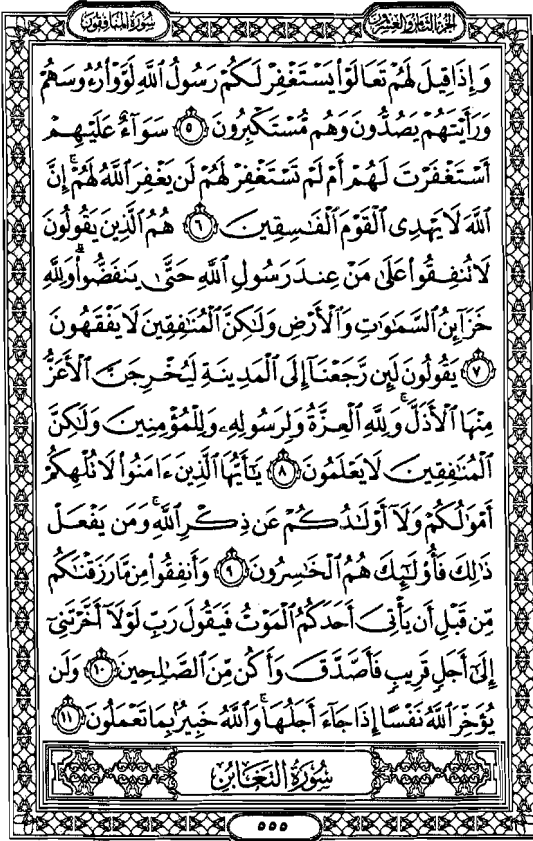 سُورَةُ المُنَافِقُونَ
الجُزءُ الثَّامِنُ وَالعِشْرُونَ
وَإِذَا قِيلَ لَهُمْ تَعَالَوْا۟ يَسْتَغْفِرْ لَكُمْ رَسُولُ ٱللَّهِ لَوَّوْا۟ رُءُوسَهُمْ
وَرَأَيْتَهُمْ يَصُدُّونَ وَهُم مُّسْتَكْبِرُونَ ٥ سَوَآءٌ عَلَيْهِمْ
أَسْتَغْفَرْتَ لَهُمْ أَمْ لَمْ تَسْتَغْفِرْ لَهُمْ لَن يَغْفِرَ ٱللَّهُ لَهُمْ ۚ إِنَّ
ٱللَّهَ لَا يَهْدِى ٱلْقَوْمَ ٱلْفَـٰسِقِينَ ٦ هُمُ ٱلَّذِينَ يَقُولُونَ
لَا تُنفِقُوا۟ عَلَىٰ مَنْ عِندَ رَسُولِ ٱللَّهِ حَتَّىٰ يَنفَضُّوا۟ ۗ وَلِلَّهِ
خَزَآئِنُ ٱلسَّمَـٰوَٰتِ وَٱلْأَرْضِ وَلَـٰكِنَّ ٱلْمُنَـٰفِقِينَ لَا يَفْقَهُونَ
٧ يَقُولُونَ لَئِن رَّجَعْنَآ إِلَى ٱلْمَدِينَةِ لَيُخْرِجَنَّ ٱلْأَعَزُّ
مِنْهَا ٱلْأَذَلَّ ۚ وَلِلَّهِ ٱلْعِزَّةُ وَلِرَسُولِهِۦ وَلِلْمُؤْمِنِينَ وَلَـٰكِنَّ
ٱلْمُنَـٰفِقِينَ لَا يَعْلَمُونَ ٨ يَـٰٓأَيُّهَا ٱلَّذِينَ ءَامَنُوا۟ لَا تُلْهِكُمْ
أَمْوَٰلُكُمْ وَلَآ أَوْلَـٰدُكُمْ عَن ذِكْرِ ٱللَّهِ ۚ وَمَن يَفْعَلْ
ذَٰلِكَ فَأُو۟لَـٰٓئِكَ هُمُ ٱلْخَـٰسِرُونَ ٩ وَأَنفِقُوا۟ مِن مَّا رَزَقْنَـٰكُم
مِّن قَبْلِ أَن يَأْتِىَ أَحَدَكُمُ ٱلْمَوْتُ فَيَقُولَ رَبِّ لَوْلَآ أَخَّرْتَنِىٓ
إِلَىٰٓ أَجَلٍ قَرِيبٍ فَأَصَّدَّقَ وَأَكُن مِّنَ ٱلصَّـٰلِحِينَ ١٠ وَلَن
يُؤَخِّرَ ٱللَّهُ نَفْسًا إِذَا جَآءَ أَجَلُهَا ۚ وَٱللَّهُ خَبِيرٌۢ بِمَا تَعْمَلُونَ ١١
سُورَةُ التَّغَابُنِ
٥٥٥